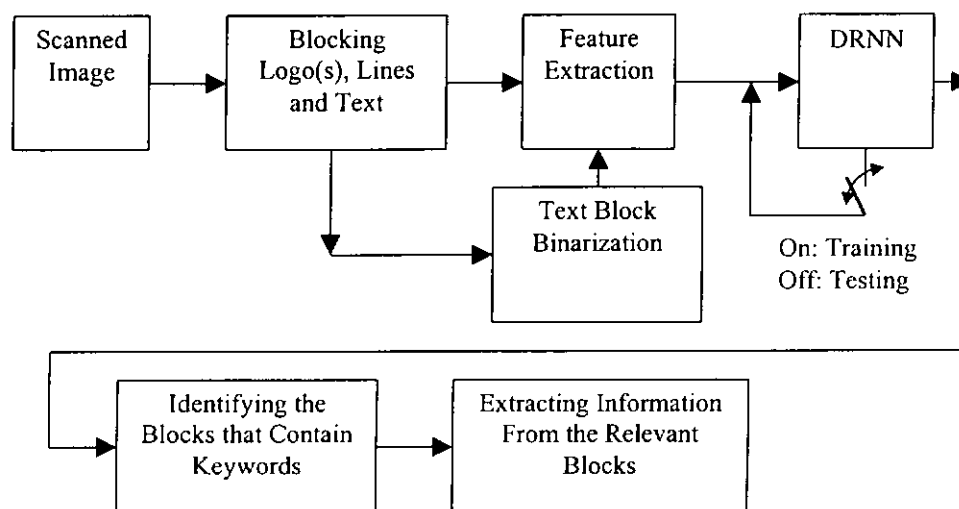 Scanned
Image
Blocking
Logo(s), Lines
and Text
Feature
Extraction
DRNN
Text Block
Binarization
On: Training
Off: Testing
Identifying the
Blocks that Contain
Keywords
Extracting Information
From the Relevant
Blocks